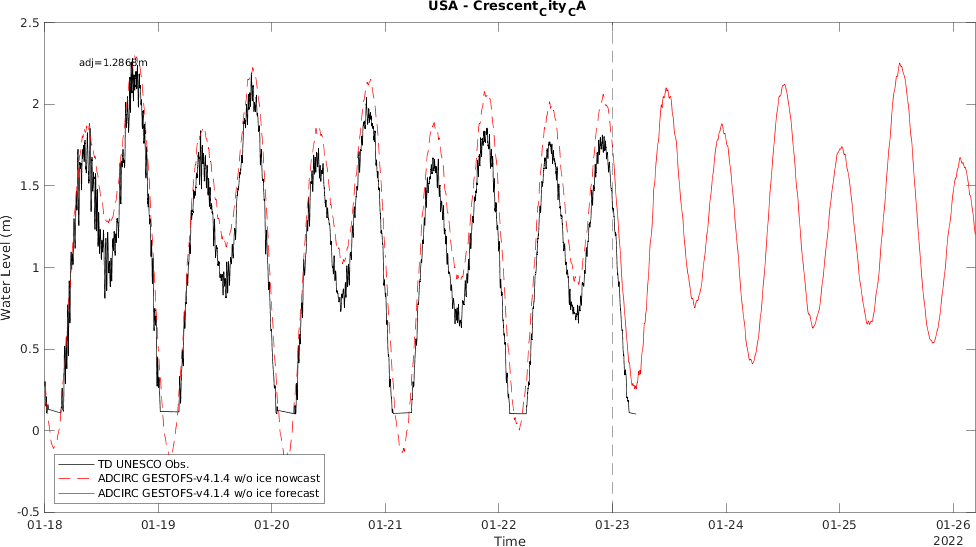 USA - Crescent_City_CA
adj=1.2863m
Water Level (m)
2.5
2
1.5
1
0.5
0
-0.5
TD UNESCO Obs.
ADCIRC GESTOFS-v4.1.4 w/o ice nowcast
ADCIRC GESTOFS-v4.1.4 w/o ice forecast
01-18 01-19 01-20 01-21 01-22 01-23 01-24 01-25 01-26
Time 2022